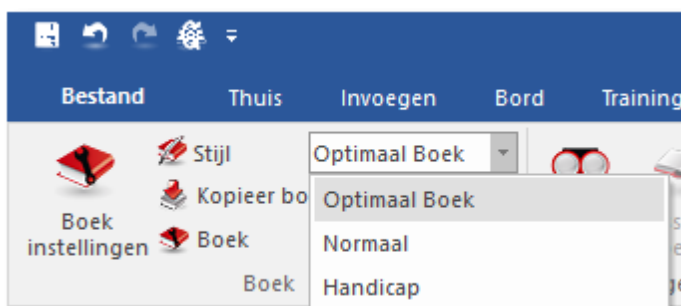 Bestand Thuis Invoegen Bord Training
Stijl Optimaal Boek
Kopieer bo
Boek
instellingen
Boek
Boek
Optimaal Boek
Normaal
Handicap